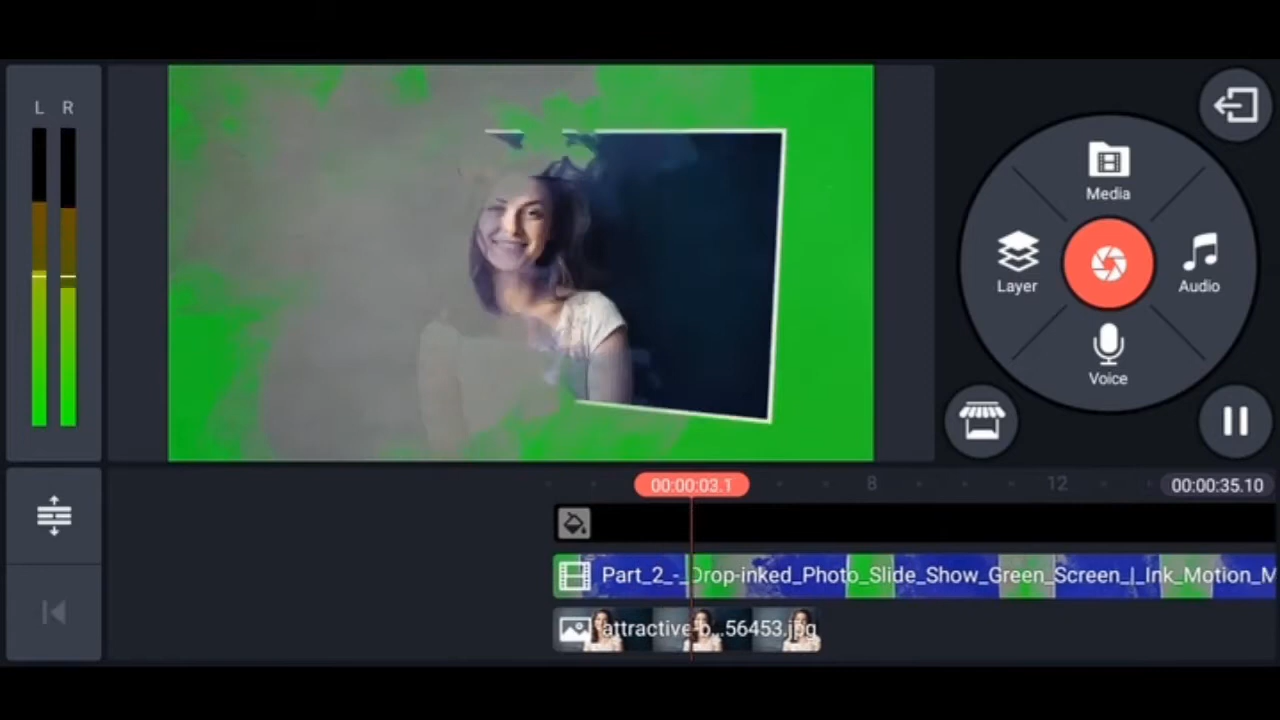 L R
Media
Layer
Audio
Voice
00:00:03.1
8
12
00:00:35.10
Part_2_-_Drop-inked_Photo_Slide_Show_Green_Screen_|_Ink_Motion_M
attractive-b...56453.jpg